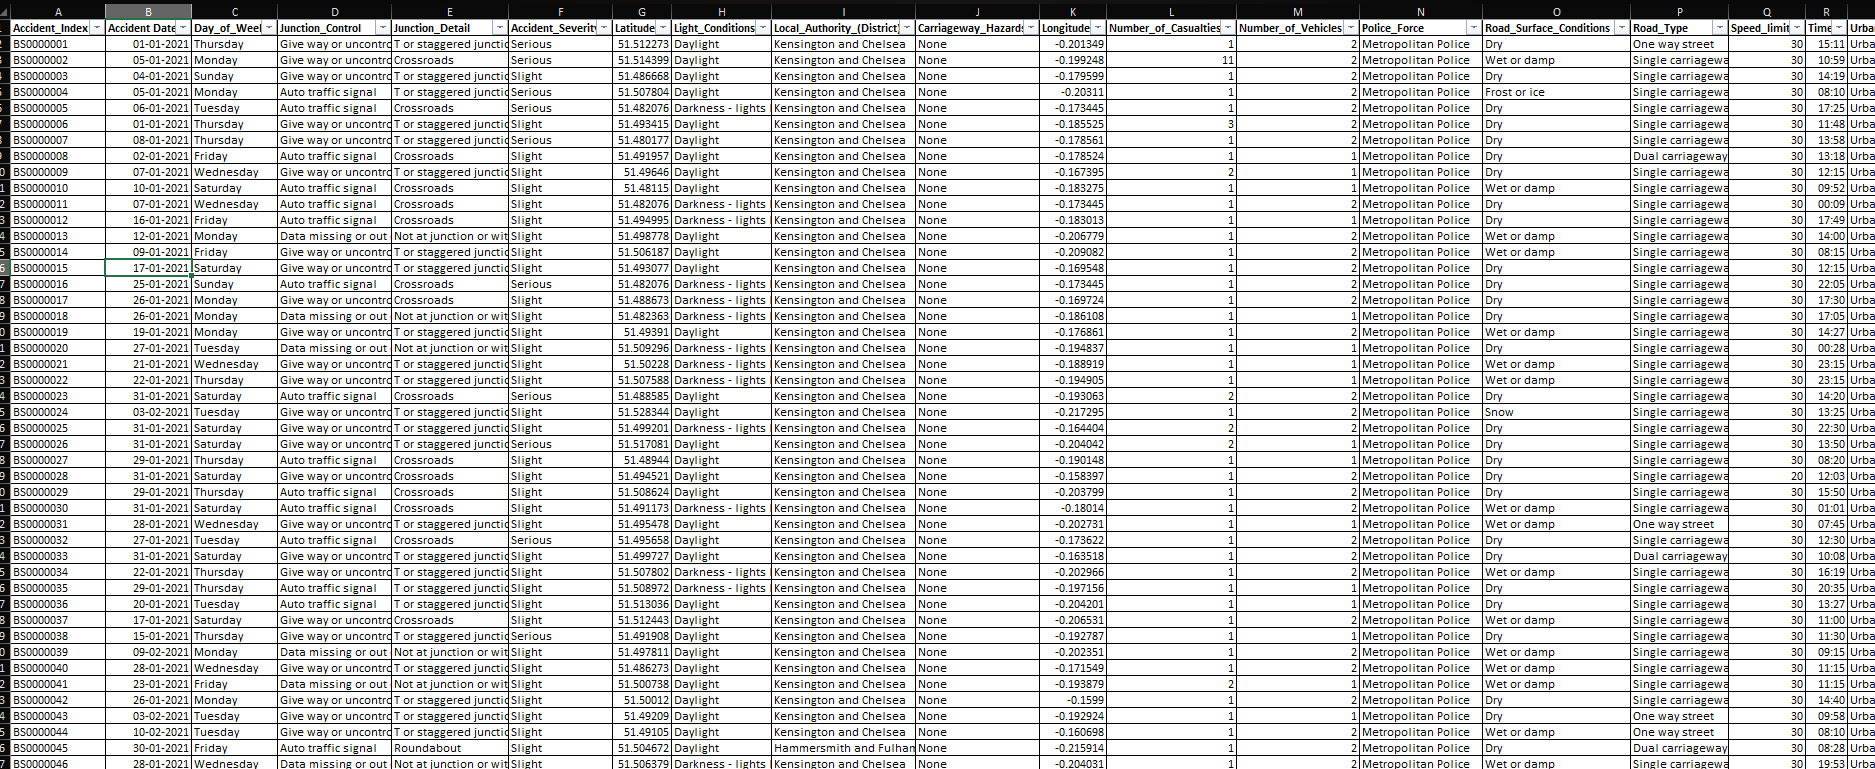 A B C D E F G H I J K L M N O P Q R
Accident_Index Accident Date Day_of_Week Junction_Control Junction_Detail Accident_Severity Latitude Light_Conditions Local_Authority_(District) Carriageway_Hazards Longitude Number_of_Casualties Number_of_Vehicles Police_Force Road_Surface_Conditions Road_Type Speed_limit Time Urba
BS0000001 01-01-2021 Thursday Give way or uncontro T or staggered junctic Serious 51.512273 Daylight Kensington and Chelsea None -0.201349 1 2 Metropolitan Police Dry One way street 30 15:11 Urba
BS0000002 05-01-2021 Monday Give way or uncontro Crossroads Serious 51.514399 Daylight Kensington and Chelsea None -0.199248 11 2 Metropolitan Police Wet or damp Single carriagewa 30 10:59 Urba
BS0000003 04-01-2021 Sunday Give way or uncontro T or staggered junctic Slight 51.486668 Daylight Kensington and Chelsea None -0.179599 1 2 Metropolitan Police Dry Single carriagewa 30 14:19 Urba
BS0000004 05-01-2021 Monday Auto traffic signal T or staggered junctic Serious 51.507804 Daylight Kensington and Chelsea None -0.20311 1 2 Metropolitan Police Frost or ice Single carriagewa 30 08:10 Urba
BS0000005 06-01-2021 Tuesday Auto traffic signal Crossroads Serious 51.482076 Darkness - lights Kensington and Chelsea None -0.173445 1 2 Metropolitan Police Dry Single carriagewa 30 17:25 Urba
BS0000006 01-01-2021 Thursday Give way or uncontro T or staggered junctic Slight 51.493415 Daylight Kensington and Chelsea None -0.185525 3 2 Metropolitan Police Dry Single carriagewa 30 11:48 Urba
BS0000007 08-01-2021 Thursday Give way or uncontro T or staggered junctic Serious 51.480177 Daylight Kensington and Chelsea None -0.178561 1 2 Metropolitan Police Dry Single carriagewa 30 13:58 Urba
BS0000008 02-01-2021 Friday Auto traffic signal Crossroads Slight 51.491957 Daylight Kensington and Chelsea None -0.178524 1 1 Metropolitan Police Dry Dual carriageway 30 13:18 Urba
BS0000009 07-01-2021 Wednesday Give way or uncontro T or staggered junctic Slight 51.49646 Daylight Kensington and Chelsea None -0.167395 2 1 Metropolitan Police Dry Single carriagewa 30 12:15 Urba
BS0000010 10-01-2021 Saturday Auto traffic signal Crossroads Slight 51.48115 Daylight Kensington and Chelsea None -0.183275 1 1 Metropolitan Police Wet or damp Single carriagewa 30 09:52 Urba
BS0000011 07-01-2021 Wednesday Auto traffic signal Crossroads Slight 51.482076 Darkness - lights Kensington and Chelsea None -0.173445 1 2 Metropolitan Police Dry Single carriagewa 30 00:09 Urba
BS0000012 16-01-2021 Friday Auto traffic signal Crossroads Slight 51.494995 Daylight Kensington and Chelsea None -0.183013 1 1 Metropolitan Police Dry Single carriagewa 30 17:49 Urba
BS0000013 12-01-2021 Monday Data missing or out Not at junction or wit Slight 51.498778 Daylight Kensington and Chelsea None -0.206779 1 2 Metropolitan Police Wet or damp Single carriagewa 30 14:00 Urba
BS0000014 09-01-2021 Friday Give way or uncontro T or staggered junctic Slight 51.506187 Daylight Kensington and Chelsea None -0.209082 1 2 Metropolitan Police Wet or damp Single carriagewa 30 08:15 Urba
BS0000015 17-01-2021 Saturday Give way or uncontro T or staggered junctic Slight 51.493077 Daylight Kensington and Chelsea None -0.169548 1 2 Metropolitan Police Dry Single carriagewa 30 12:15 Urba
BS0000016 25-01-2021 Sunday Auto traffic signal Crossroads Serious 51.482076 Darkness - lights Kensington and Chelsea None -0.173445 1 2 Metropolitan Police Dry Single carriagewa 30 22:05 Urba
BS0000017 26-01-2021 Monday Give way or uncontro Crossroads Slight 51.488673 Darkness - lights Kensington and Chelsea None -0.169724 1 2 Metropolitan Police Dry Single carriagewa 30 17:30 Urba
BS0000018 26-01-2021 Monday Data missing or out Not at junction or wit Slight 51.482363 Darkness - lights Kensington and Chelsea None -0.186108 1 1 Metropolitan Police Dry Single carriagewa 30 17:05 Urba
BS0000019 19-01-2021 Monday Give way or uncontro T or staggered junctic Slight 51.49391 Daylight Kensington and Chelsea None -0.176861 1 2 Metropolitan Police Wet or damp Single carriagewa 30 14:27 Urba
BS0000020 27-01-2021 Tuesday Data missing or out Not at junction or wit Slight 51.509296 Darkness - lights Kensington and Chelsea None -0.194837 1 1 Metropolitan Police Dry Single carriagewa 30 00:28 Urba
BS0000021 21-01-2021 Wednesday Give way or uncontro T or staggered junctic Slight 51.50228 Darkness - lights Kensington and Chelsea None -0.188919 1 1 Metropolitan Police Wet or damp Single carriagewa 30 23:15 Urba
BS0000022 22-01-2021 Thursday Give way or uncontro T or staggered junctic Slight 51.507588 Darkness - lights Kensington and Chelsea None -0.194905 1 1 Metropolitan Police Wet or damp Single carriagewa 30 23:15 Urba
BS0000023 31-01-2021 Saturday Auto traffic signal Crossroads Serious 51.488585 Daylight Kensington and Chelsea None -0.193063 2 2 Metropolitan Police Dry Single carriagewa 30 14:20 Urba
BS0000024 03-02-2021 Tuesday Give way or uncontro T or staggered junctic Slight 51.528344 Daylight Kensington and Chelsea None -0.217295 1 2 Metropolitan Police Snow Single carriagewa 30 13:25 Urba
BS0000025 31-01-2021 Saturday Give way or uncontro T or staggered junctic Slight 51.499201 Darkness - lights Kensington and Chelsea None -0.164404 2 2 Metropolitan Police Dry Single carriagewa 30 22:30 Urba
BS0000026 31-01-2021 Saturday Give way or uncontro T or staggered junctic Serious 51.517081 Daylight Kensington and Chelsea None -0.204042 2 1 Metropolitan Police Dry Single carriagewa 30 13:50 Urba
BS0000027 29-01-2021 Thursday Auto traffic signal Crossroads Slight 51.48944 Daylight Kensington and Chelsea None -0.190148 1 1 Metropolitan Police Dry Single carriagewa 30 08:20 Urba
BS0000028 31-01-2021 Saturday Give way or uncontro Crossroads Slight 51.494521 Daylight Kensington and Chelsea None -0.158397 1 2 Metropolitan Police Dry Single carriagewa 20 12:03 Urba
BS0000029 29-01-2021 Thursday Auto traffic signal Crossroads Slight 51.508624 Daylight Kensington and Chelsea None -0.203799 1 2 Metropolitan Police Dry Single carriagewa 30 15:50 Urba
BS0000030 31-01-2021 Saturday Auto traffic signal Crossroads Slight 51.491173 Darkness - lights Kensington and Chelsea None -0.18014 1 2 Metropolitan Police Wet or damp Single carriagewa 30 01:01 Urba
BS0000031 28-01-2021 Wednesday Give way or uncontro T or staggered junctic Slight 51.495478 Daylight Kensington and Chelsea None -0.202731 1 1 Metropolitan Police Wet or damp One way street 30 07:45 Urba
BS0000032 27-01-2021 Tuesday Auto traffic signal Crossroads Serious 51.495658 Daylight Kensington and Chelsea None -0.173622 1 2 Metropolitan Police Dry Single carriagewa 30 12:30 Urba
BS0000033 31-01-2021 Saturday Give way or uncontro T or staggered junctic Slight 51.499727 Daylight Kensington and Chelsea None -0.163518 1 2 Metropolitan Police Dry Dual carriageway 30 10:08 Urba
BS0000034 22-01-2021 Thursday Give way or uncontro T or staggered junctic Slight 51.507802 Darkness - lights Kensington and Chelsea None -0.202966 1 2 Metropolitan Police Wet or damp Single carriagewa 30 16:19 Urba
BS0000035 29-01-2021 Thursday Auto traffic signal T or staggered junctic Slight 51.508972 Darkness - lights Kensington and Chelsea None -0.197156 1 1 Metropolitan Police Dry Single carriagewa 30 20:35 Urba
BS0000036 20-01-2021 Tuesday Auto traffic signal T or staggered junctic Slight 51.513036 Daylight Kensington and Chelsea None -0.204201 1 1 Metropolitan Police Dry Single carriagewa 30 13:27 Urba
BS0000037 17-01-2021 Saturday Give way or uncontro Crossroads Slight 51.512443 Daylight Kensington and Chelsea None -0.206531 1 2 Metropolitan Police Wet or damp Single carriagewa 30 11:00 Urba
BS0000038 15-01-2021 Thursday Give way or uncontro T or staggered junctic Serious 51.491908 Daylight Kensington and Chelsea None -0.192787 1 1 Metropolitan Police Dry Single carriagewa 30 11:30 Urba
BS0000039 09-02-2021 Monday Data missing or out Not at junction or wit Slight 51.497811 Daylight Kensington and Chelsea None -0.202351 1 1 Metropolitan Police Wet or damp Single carriagewa 30 09:15 Urba
BS0000040 28-01-2021 Wednesday Give way or uncontro T or staggered junctic Slight 51.486273 Daylight Kensington and Chelsea None -0.171549 1 2 Metropolitan Police Wet or damp Single carriagewa 30 11:15 Urba
BS0000041 23-01-2021 Friday Data missing or out Not at junction or wit Slight 51.500738 Daylight Kensington and Chelsea None -0.193879 2 1 Metropolitan Police Wet or damp Single carriagewa 30 11:15 Urba
BS0000042 26-01-2021 Monday Give way or uncontro T or staggered junctic Slight 51.50012 Daylight Kensington and Chelsea None -0.1599 1 2 Metropolitan Police Dry Single carriagewa 30 14:40 Urba
BS0000043 03-02-2021 Tuesday Give way or uncontro T or staggered junctic Slight 51.49209 Daylight Kensington and Chelsea None -0.192924 1 1 Metropolitan Police Dry One way street 30 09:58 Urba
BS0000044 10-02-2021 Tuesday Give way or uncontro T or staggered junctic Slight 51.49105 Daylight Kensington and Chelsea None -0.160698 1 2 Metropolitan Police Wet or damp One way street 30 08:10 Urba
BS0000045 30-01-2021 Friday Auto traffic signal Roundabout Slight 51.504672 Daylight Hammersmith and Fulham None -0.215914 1 2 Metropolitan Police Dry Dual carriageway 30 08:28 Urba
BS0000046 28-01-2021 Wednesday Data missing or out Not at junction or wit Slight 51.506379 Darkness - lights Kensington and Chelsea None -0.204031 1 2 Metropolitan Police Wet or damp Single carriagewa 30 19:53 Urba